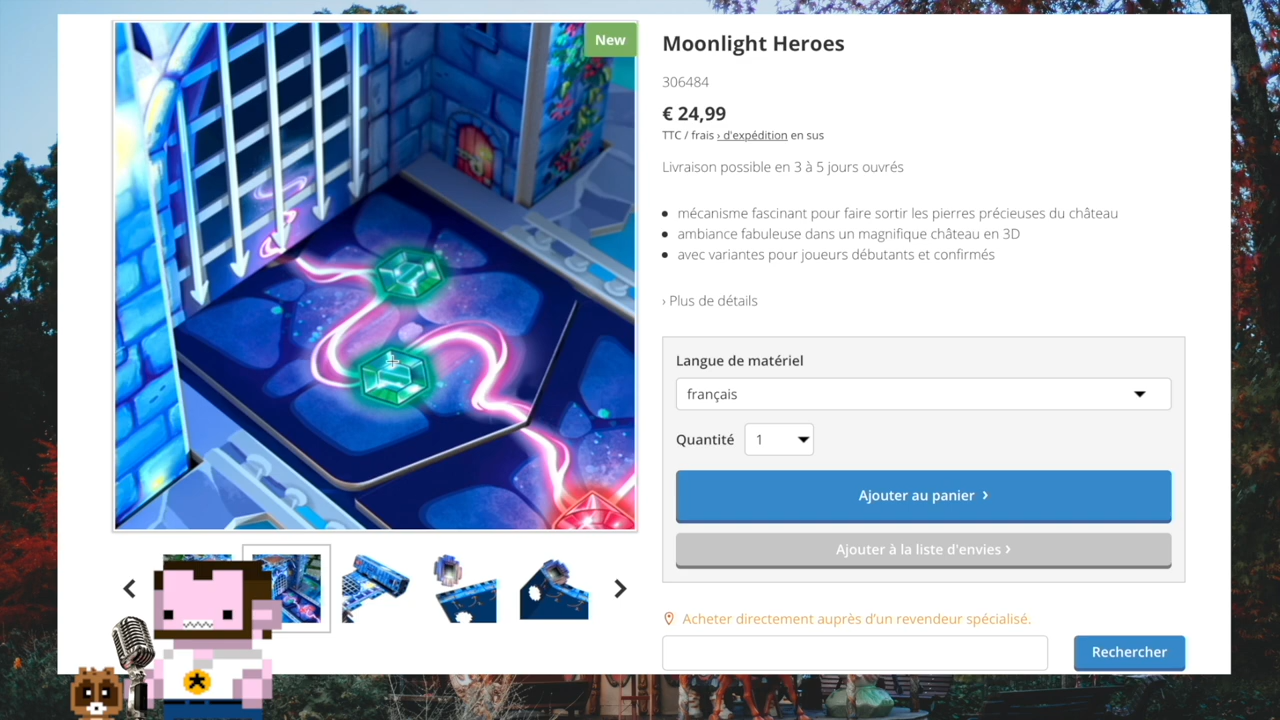 New
Moonlight Heroes
306484
€ 24,99
TTC / frais › d'expédition en sus
Livraison possible en 3 à 5 jours ouvrés
mécanisme fascinant pour faire sortir les pierres précieuses du château
ambiance fabuleuse dans un magnifique château en 3D
avec variantes pour joueurs débutants et confirmés
› Plus de détails
Langue de matériel
français
Quantité 1
Ajouter au panier ›
Ajouter à la liste d'envies ›
Acheter directement auprès d’un revendeur spécialisé.
Rechercher